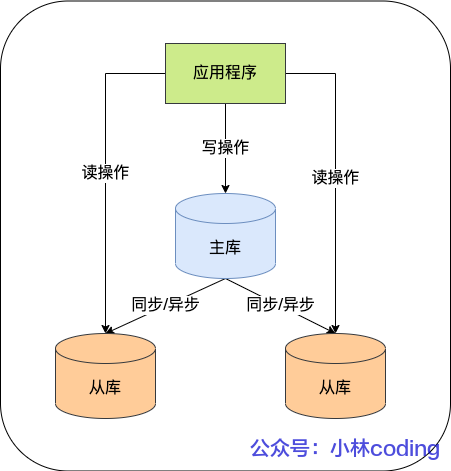 应用程序
写操作
读操作
读操作
主库
同步/异步
同步/异步
从库
从库
公众号：小林coding